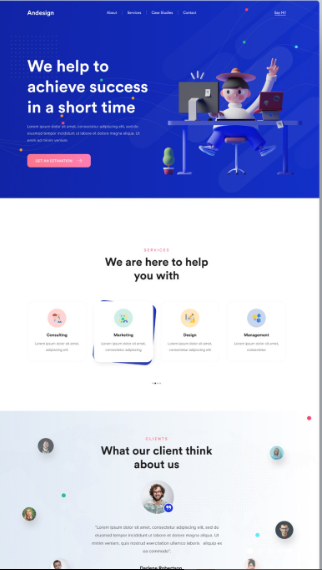 Andesign
About
Services
Case Studies
Contact
Say Hi!
We help to
achieve success
in a short time
Lorem ipsum dolor sit amet, consectetur adipiscing elit, sed do
eiusmod tempor incididunt ut labore et dolore magna aliqua. Ut
enim ad minim veniam.
GET AN ESTIMATION
SERVICES
We are here to help
you with
Consulting
Lorem ipsum dolor sit amet,
consectetur adipiscing elit
Marketing
Lorem ipsum dolor sit amet,
consectetur adipiscing
Design
Lorem ipsum dolor sit amet,
consectetur adipiscing elit
Management
Lorem ipsum dolor sit amet,
consectetur.
CLIENTS
What our client think
about us
"Lorem ipsum dolor sit amet, consectetur adipiscing elit, sed do
eiusmod tempor incididunt ut labore et dolore magna aliqua. Ut enim ad minim
veniam, quis nostrud exercitation ullamco laboris aliquip ex
ea commodo".